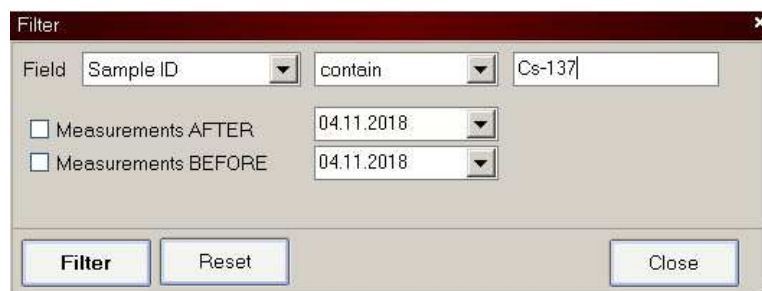 Filter
Field Sample ID contain Cs-137
Measurements AFTER 04.11.2018
Measurements BEFORE 04.11.2018
Filter Reset Close